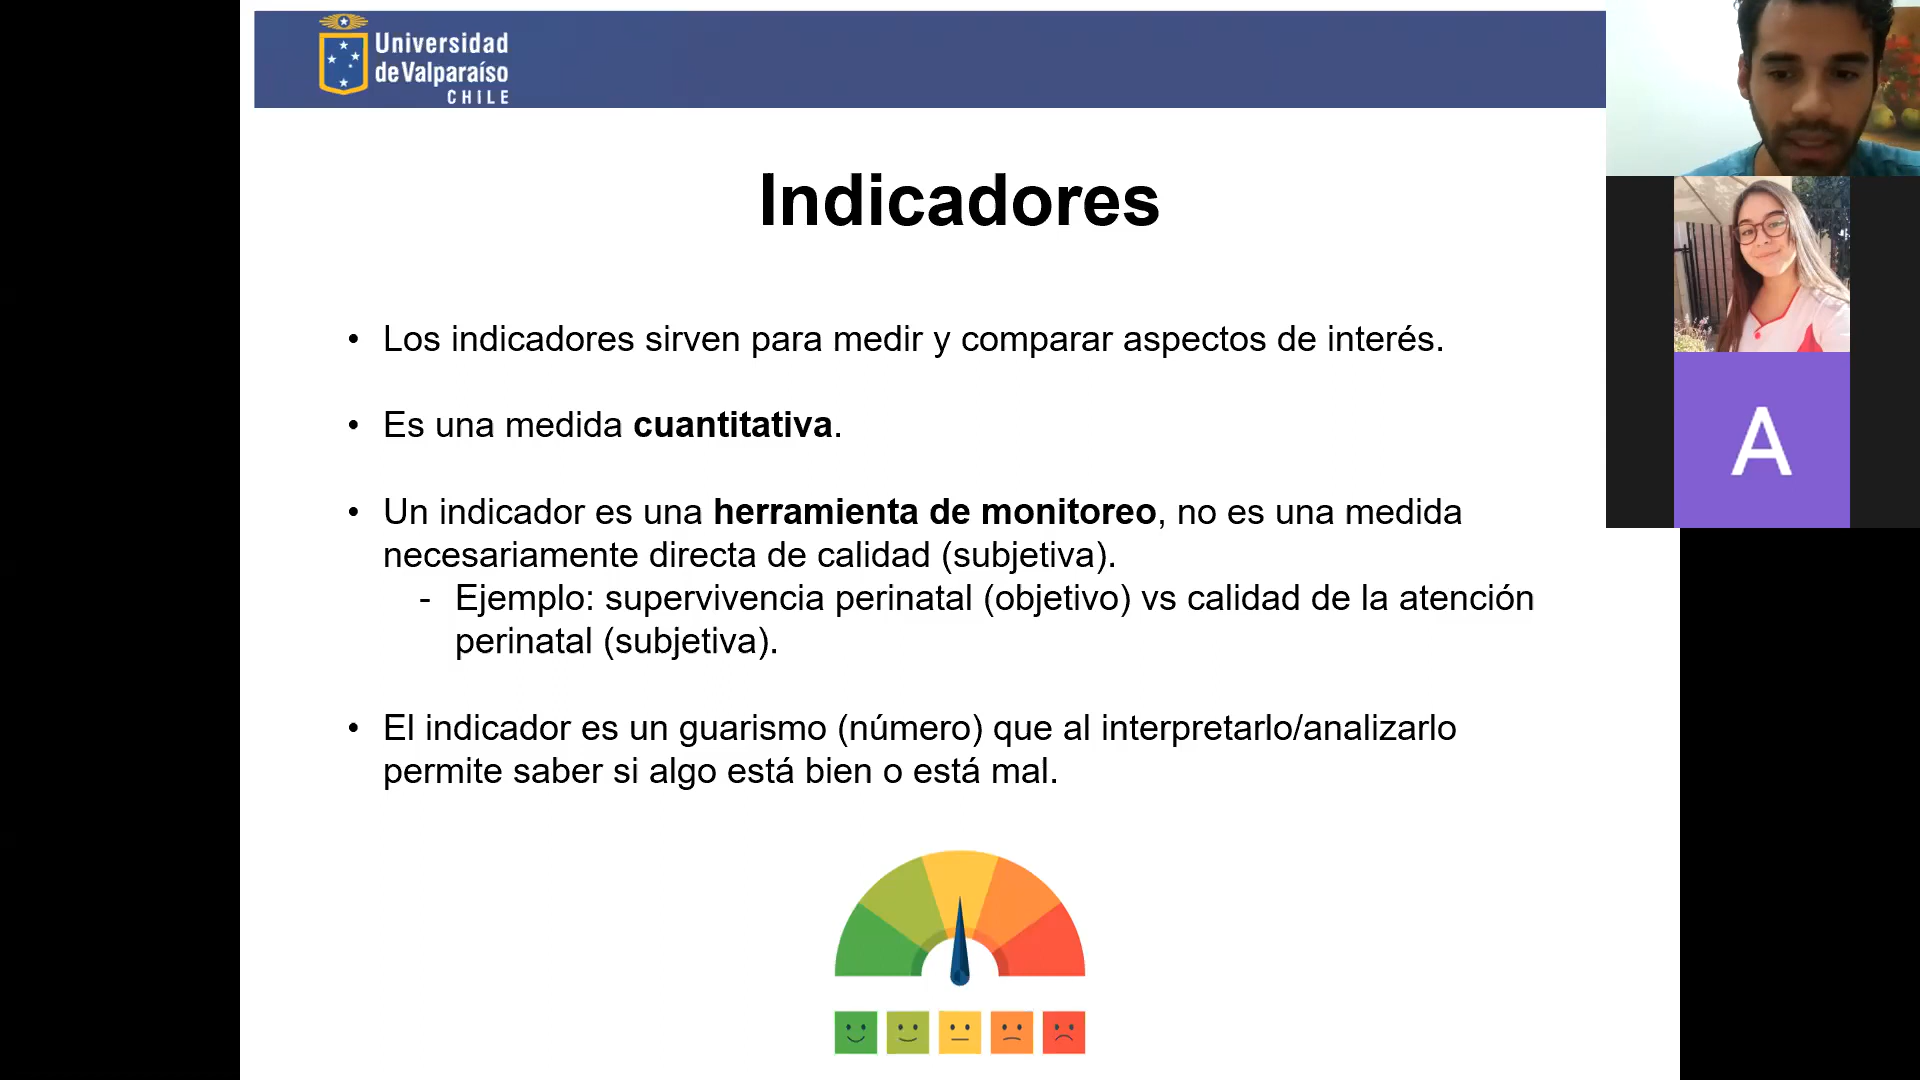 Universidad
de Valparaíso
CHILE
Indicadores
• Los indicadores sirven para medir y comparar aspectos de interés.
• Es una medida cuantitativa.
• Un indicador es una herramienta de monitoreo, no es una medida
necesariamente directa de calidad (subjetiva).
- Ejemplo: supervivencia perinatal (objetivo) vs calidad de la atención
perinatal (subjetiva).
• El indicador es un guarismo (número) que al interpretarlo/analizarlo
permite saber si algo está bien o está mal.
A